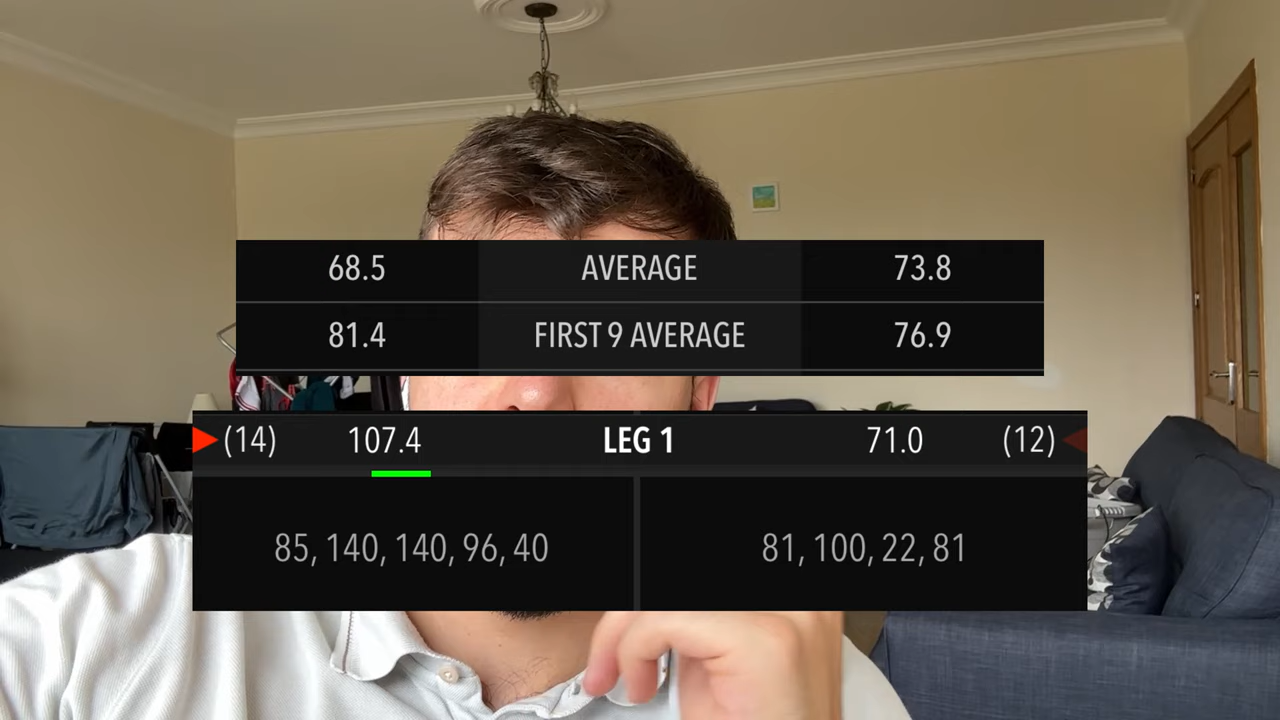 68.5 AVERAGE 73.8
81.4 FIRST 9 AVERAGE 76.9
(14) 107.4 LEG 1 71.0 (12)
85, 140, 140, 96, 40 81, 100, 22, 81